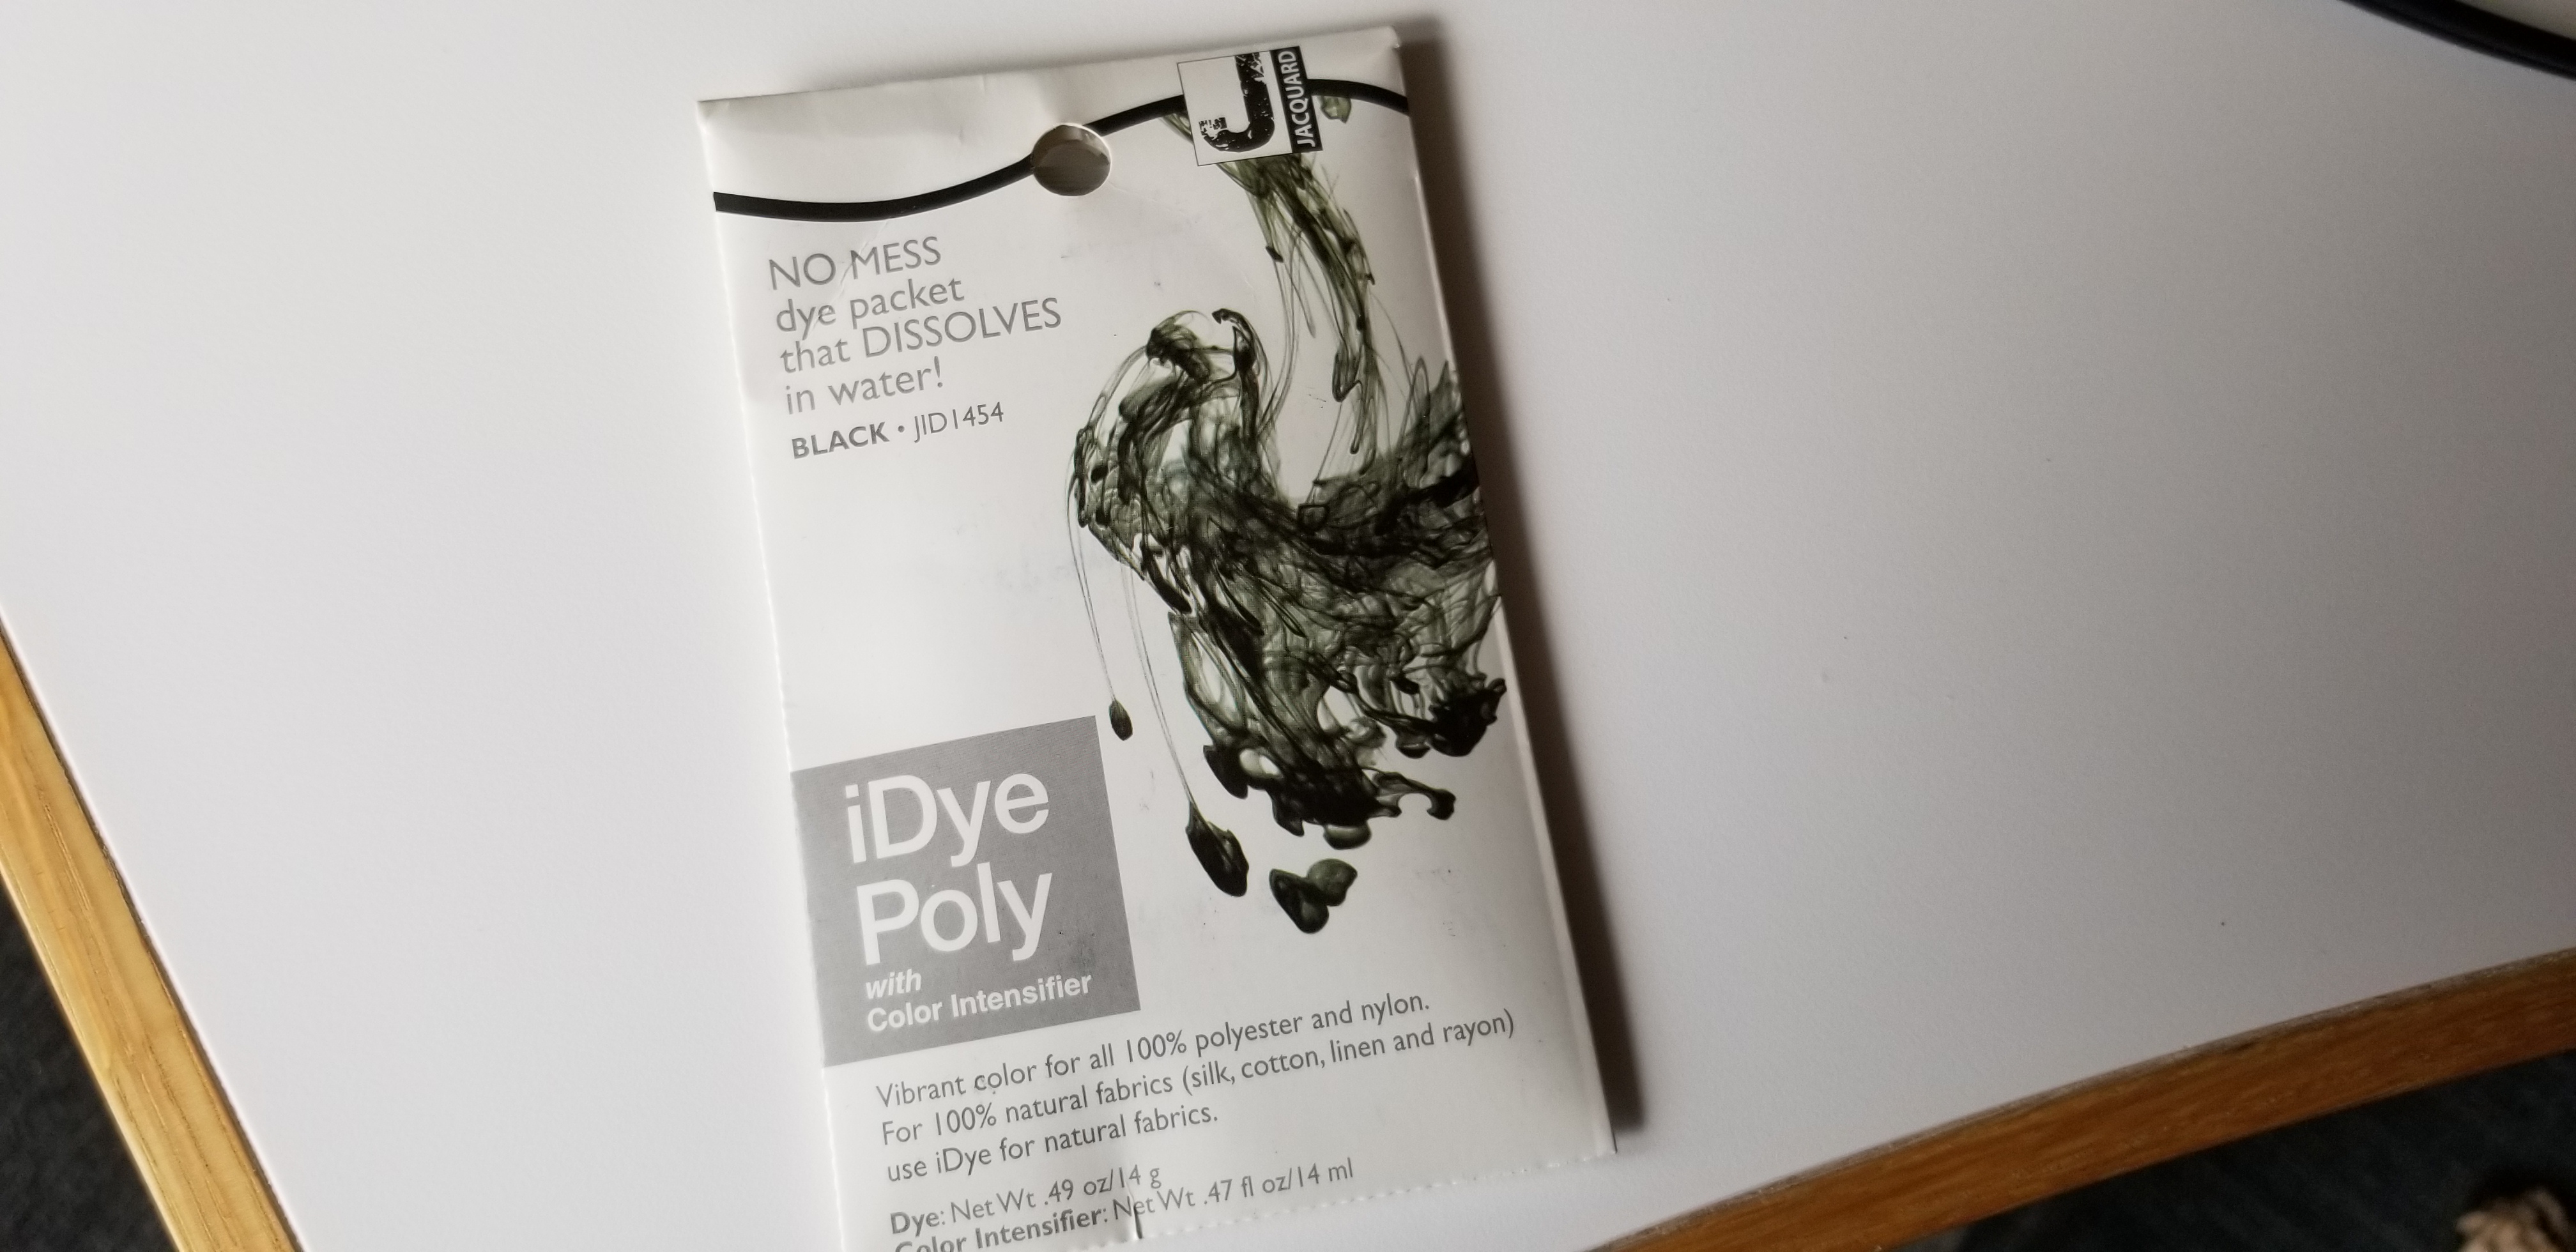 J
JACQUARD
NO MESS
dye packet
that DISSOLVES
in water!
BLACK • JID1454
iDye
Poly
with
Color Intensifier
Vibrant color for all 100% polyester and nylon.
For 100% natural fabrics (silk, cotton, linen and rayon)
use iDye for natural fabrics.
Dye: Net Wt .49 oz/14 g
Color Intensifier: Net Wt .47 fl oz/14 ml